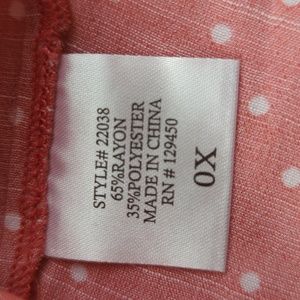 STYLE# 22038
65%RAYON
35%POLYESTER
MADE IN CHINA
RN # 129450
0X